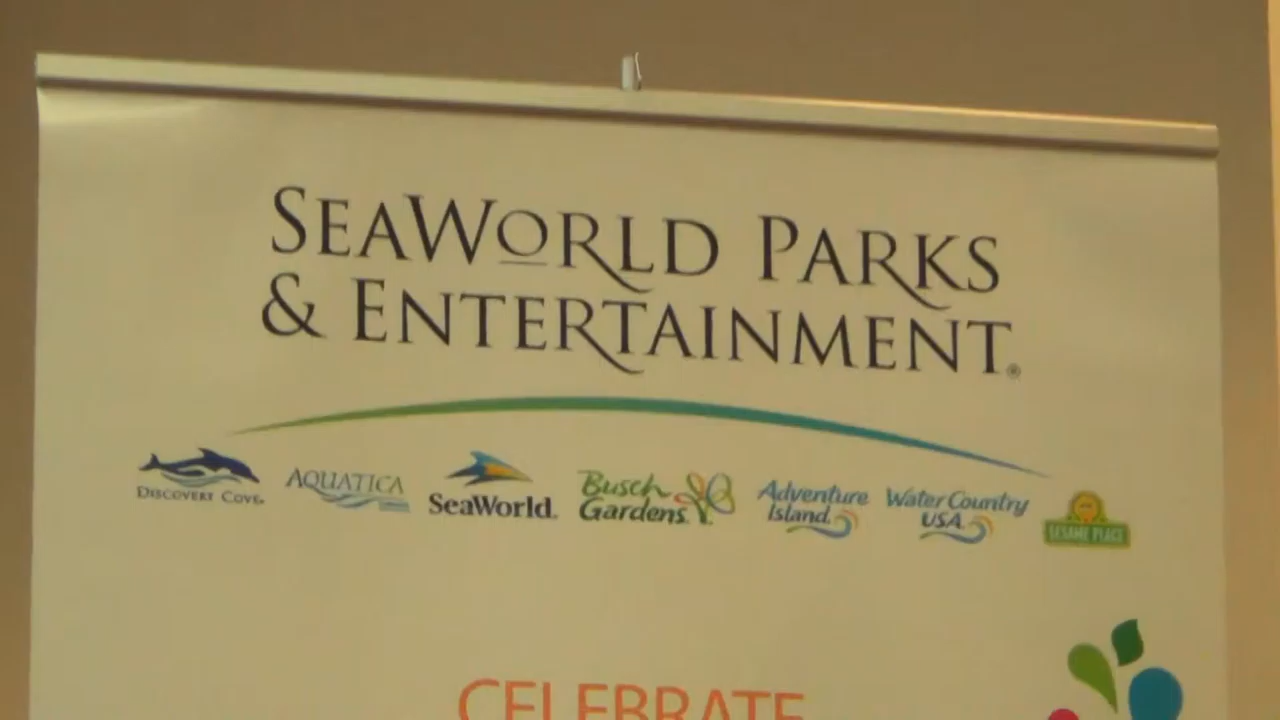 SEAWORLD PARKS
& ENTERTAINMENT®
DISCOVERY COVE
AQUATICA
SeaWorld
Busch
Gardens
Adventure
Island
Water Country
USA
SESAME PLACE
CELEBRATE